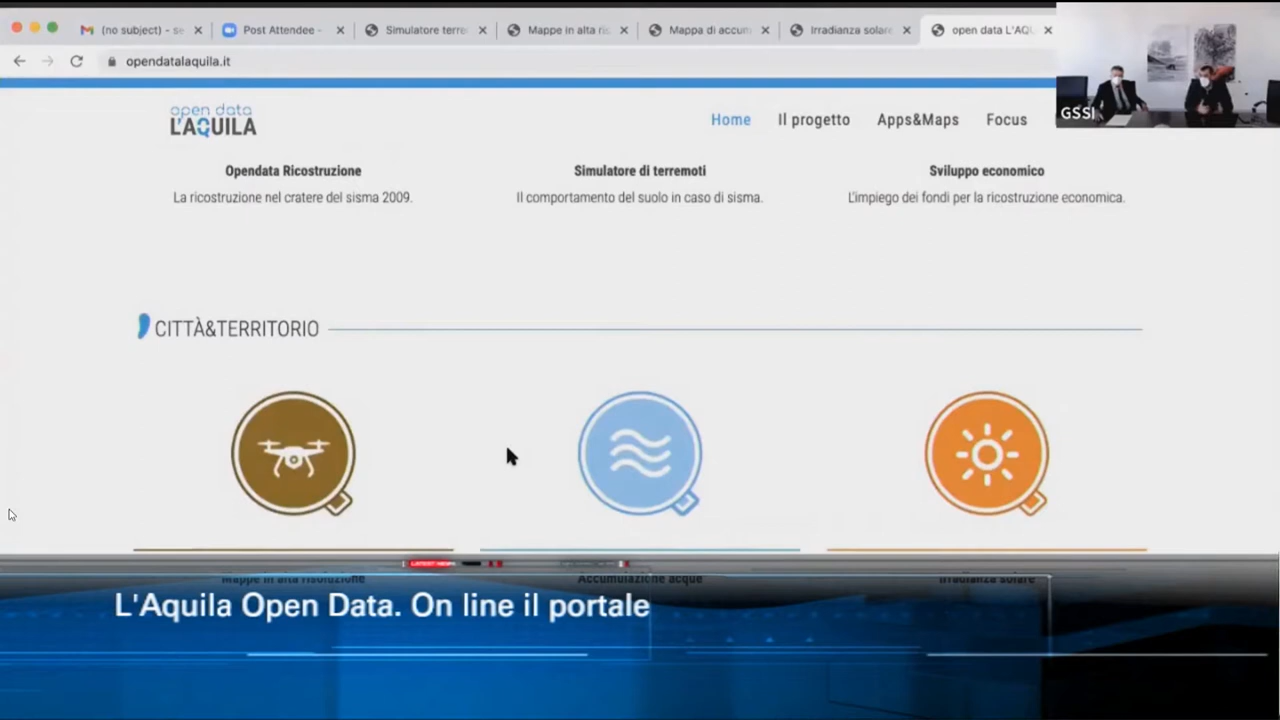 (no subject) - se
Post Attendee -
Simulatore terre
Mappe in alta ris
Mappa di accum
Irradianza solare
open data L'AQU
opendatalaquila.it
GSSI
open data
L'AQUILA
Home
Il progetto
Apps&Maps
Focus
Opendata Ricostruzione
Simulatore di terremoti
Sviluppo economico
La ricostruzione nel cratere del sisma 2009.
Il comportamento del suolo in caso di sisma.
L'impiego dei fondi per la ricostruzione economica.
CITTÀ&TERRITORIO
LATEST NEWS
Mappe in alta risoluzione
Accumulazione acque
Irradianza solare
L'Aquila Open Data. On line il portale